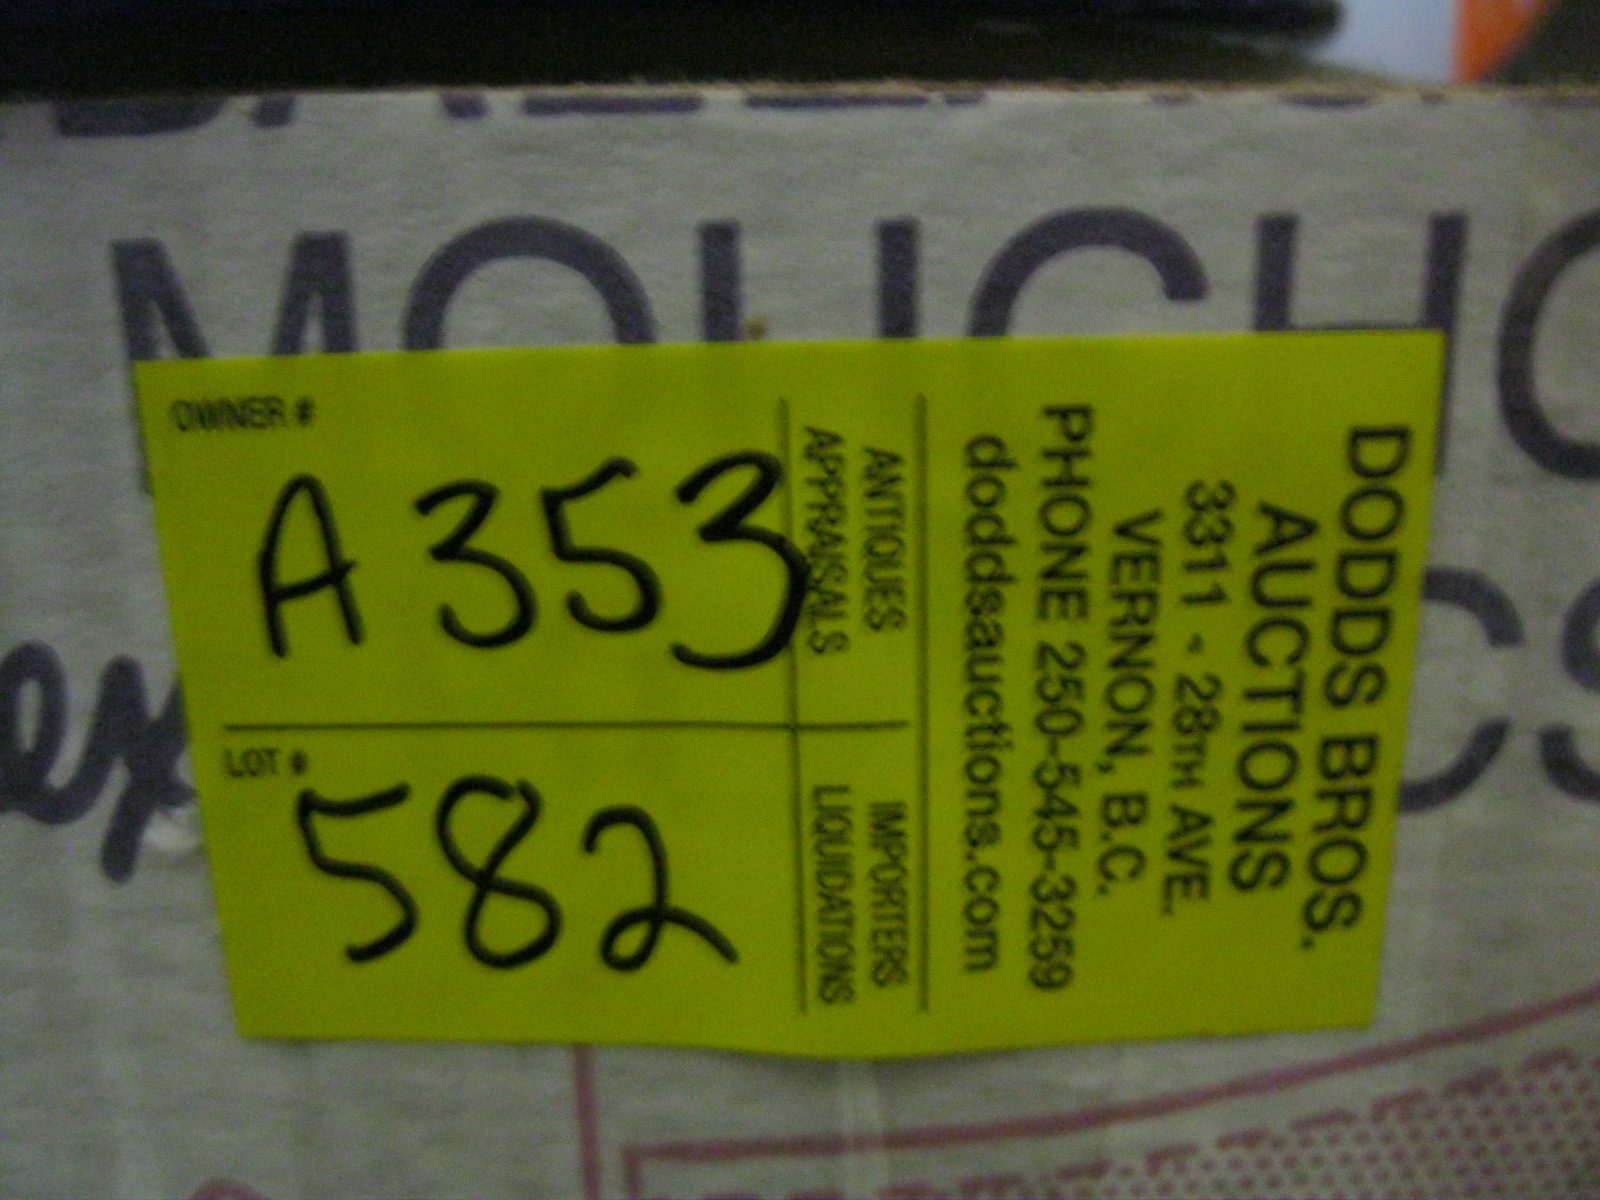 OWNER #
A353
LOT #
582
ANTIQUES
APPRAISALS
IMPORTERS
LIQUIDATIONS
DODDS BROS.
AUCTIONS
3311 - 28TH AVE.
VERNON, B.C.
PHONE 250-545-3259
doddsauctions.com